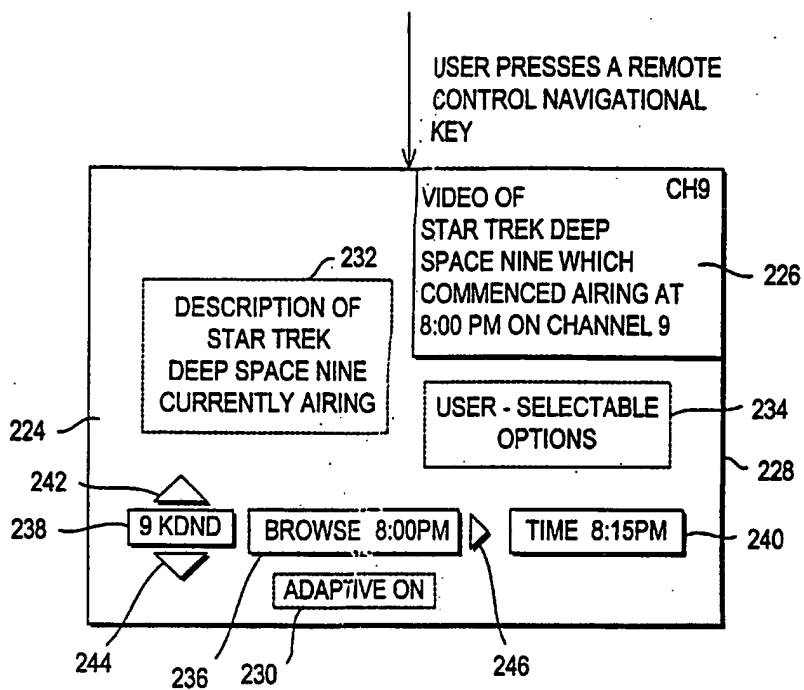 USER PRESSES A REMOTE
CONTROL NAVIGATIONAL
KEY
CH9
VIDEO OF
STAR TREK DEEP
SPACE NINE WHICH
COMMENCED AIRING AT
8:00 PM ON CHANNEL 9
226
232
DESCRIPTION OF
STAR TREK
DEEP SPACE NINE
CURRENTLY AIRING
USER - SELECTABLE
OPTIONS
234
224
228
242
238
9 KDND
BROWSE 8:00PM
TIME 8:15PM
240
ADAPTIVE ON
244
236
230
246